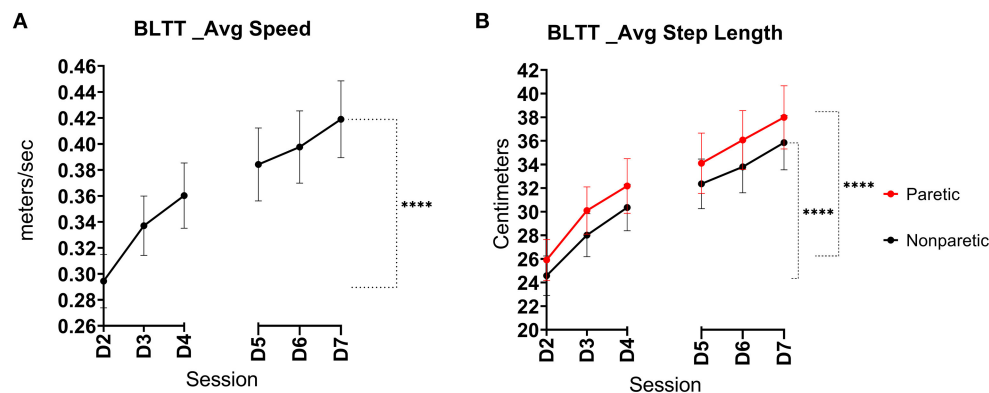 A
BLTT _Avg Speed
0.46
0.44
0.42
0.40
0.38
0.36
0.34
0.32
0.30
0.28
0.26
meters/sec
D2
D3
D4
D5
D6
D7
Session
****
B
BLTT _Avg Step Length
42
40
38
36
34
32
30
28
26
24
22
20
Centimeters
D2
D3
D4
D5
D6
D7
Session
****
****
Paretic
Nonparetic